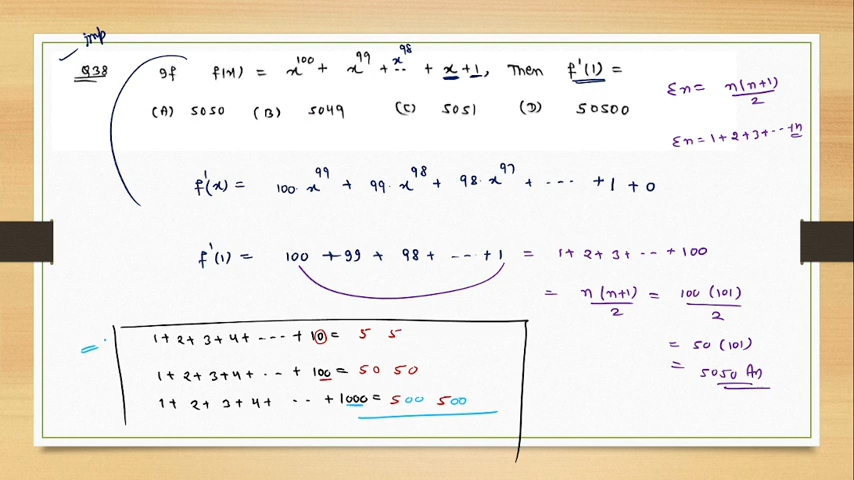 imp
Q38 If f(x) = x^100 + x^99 + x^98 ·· + x + 1, Then f'(1) =
(A) 5050 (B) 5049 (C) 5051 (D) 50500
Σn = n(n+1)/2
Σn = 1+2+3+···+n
f'(x) = 100·x^99 + 99·x^98 + 98·x^97 + ···· + 1 + 0
f'(1) = 100 + 99 + 98 + ··· + 1 = 1+2+3+··+100
= n(n+1)/2 = 100(101)/2
= 50(101)
= 5050 An
1+2+3+4+····+10 = 5 5
1+2+3+4+··+100 = 50 50
1+2+3+4+··+1000 = 500 500